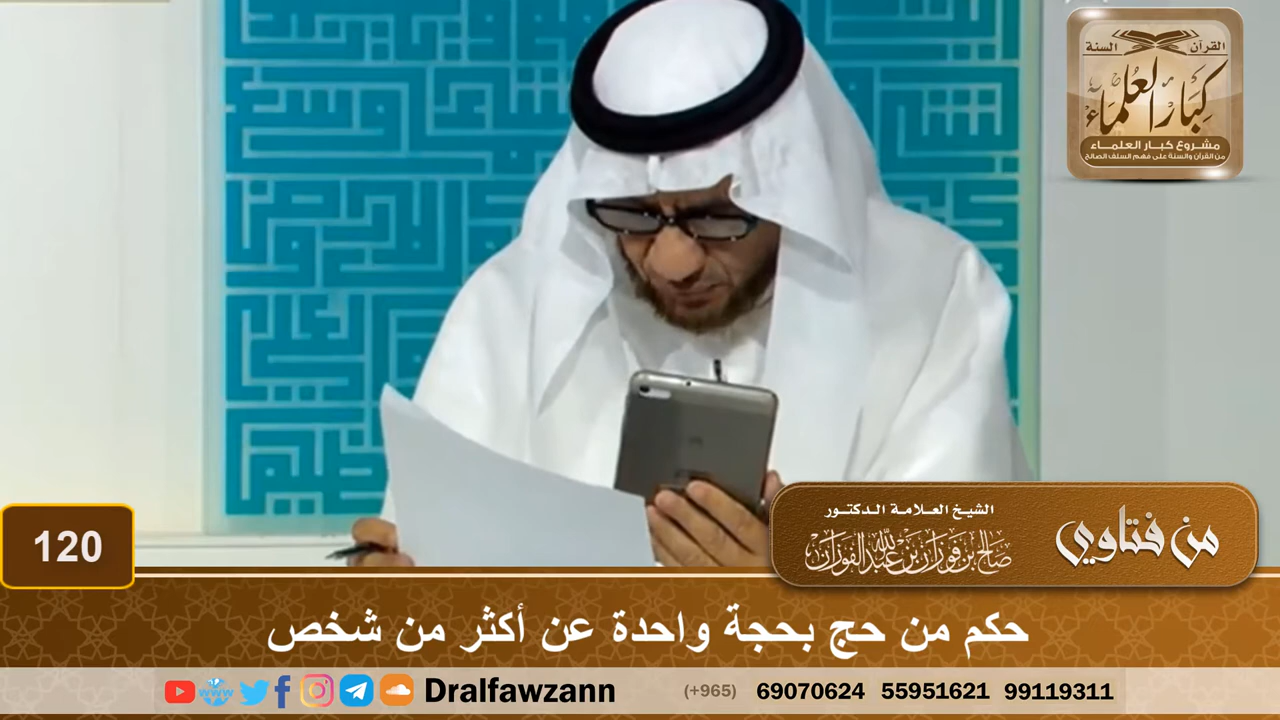 القرآن السنة
كبار العلماء
مشروع كبار العلماء
من القرآن والسنة على فهم السلف الصالح
من فتاوى
الشيخ العلامة الدكتور
صالح بن فوزان بن عبدالله الفوزان
120
حكم من حج بحجة واحدة عن أكثر من شخص
Dralfawzann (+965) 69070624 55951621 99119311